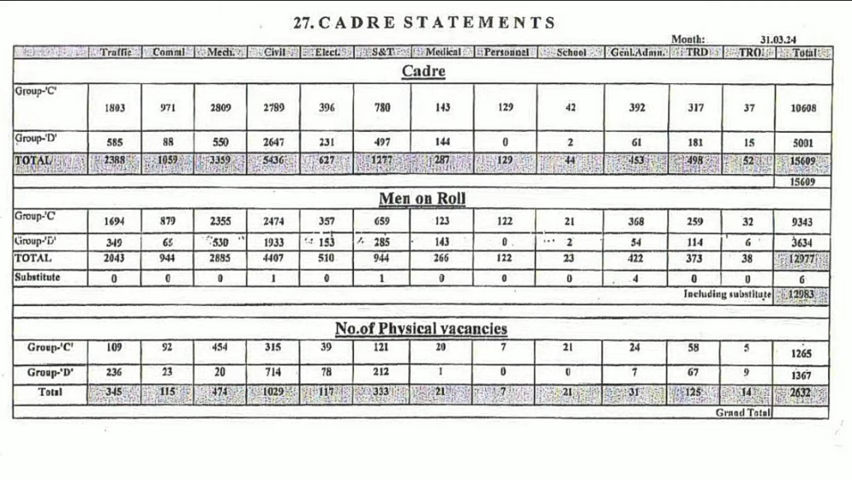 27. CADRE STATEMENTS
Month: 31.03.24
Traffic Comml Mech. Civil Elect. S&T Medical Personnel School Genl.Admn. TRD TRO Total
Cadre
Group-'C' 1803 971 2809 2789 396 780 143 129 42 392 317 37 10608
Group-'D' 585 88 550 2647 231 497 144 0 2 61 181 15 5001
TOTAL 2388 1059 3359 5436 627 1277 287 129 44 453 498 52 15609
15609
Men on Roll
Group-'C' 1694 879 2355 2474 357 659 123 122 21 368 259 32 9343
Group-'D' 349 65 530 1933 153 285 143 0 2 54 114 6 3634
TOTAL 2043 944 2885 4407 510 944 266 122 23 422 373 38 12977
Substitute 0 0 0 1 0 1 0 0 0 4 0 0 6
Including substitute 12983
No.of Physical vacancies
Group-'C' 109 92 454 315 39 121 20 7 21 24 58 5 1265
Group-'D' 236 23 20 714 78 212 1 0 0 7 67 9 1367
Total 345 115 474 1029 117 333 21 7 21 31 125 14 2632
Grand Total